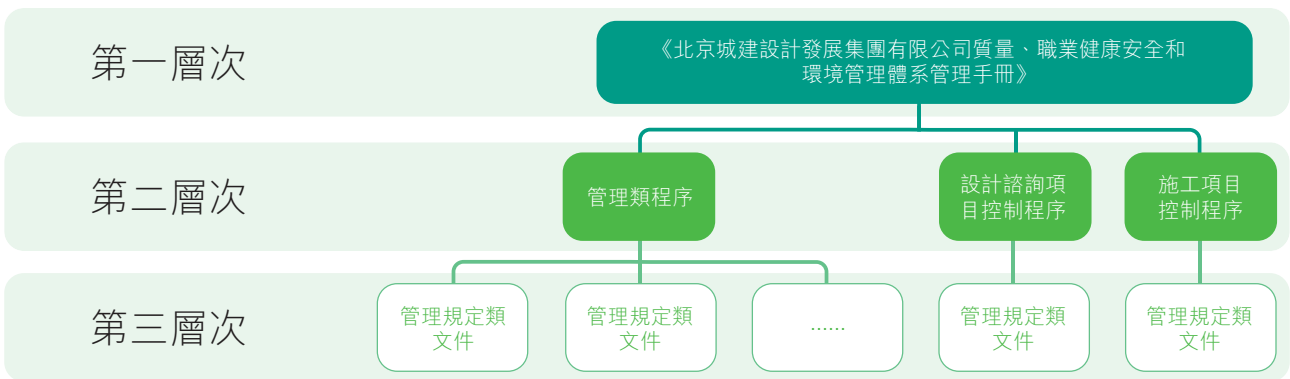 第一層次
《北京城建設計發展集團有限公司質量、職業健康安全和
環境管理體系管理手冊》
第二層次
管理類程序
設計諮詢項
目控制程序
施工項目
控制程序
第三層次
管理規定類
文件
管理規定類
文件
......
管理規定類
文件
管理規定類
文件